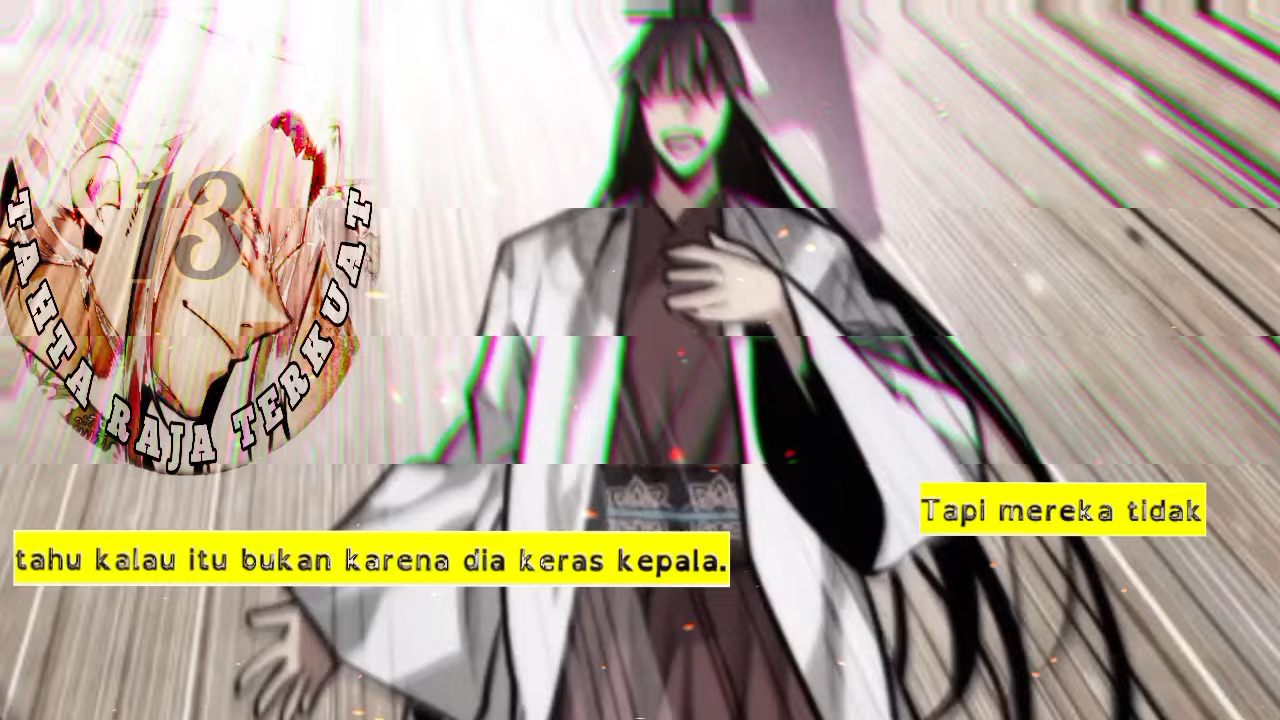 13
TAHTA RAJA TERKUAT
Tapi mereka tidak
tahu kalau itu bukan karena dia keras kepala.